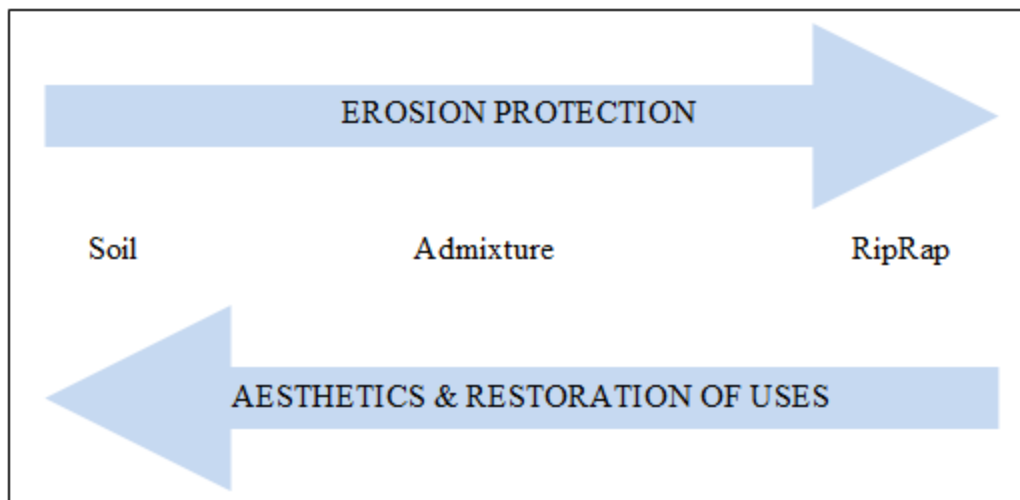 EROSION PROTECTION
Soil Admixture RipRap
AESTHETICS & RESTORATION OF USES